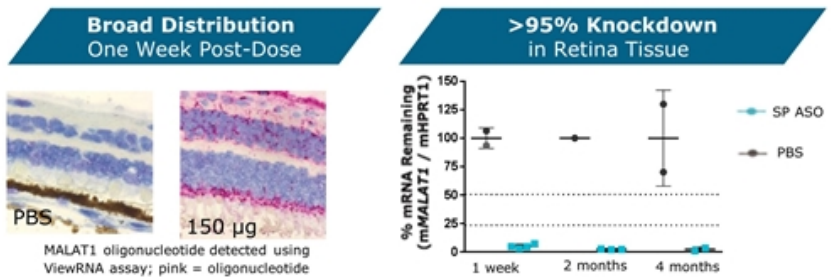 Broad Distribution
One Week Post-Dose
PBS
150 µg
MALAT1 oligonucleotide detected using
ViewRNA assay; pink = oligonucleotide
>95% Knockdown
in Retina Tissue
% mRNA Remaining
(mMALAT1 / mHPRT1)
150
125
100
75
50
25
0
1 week
2 months
4 months
SP ASO
PBS